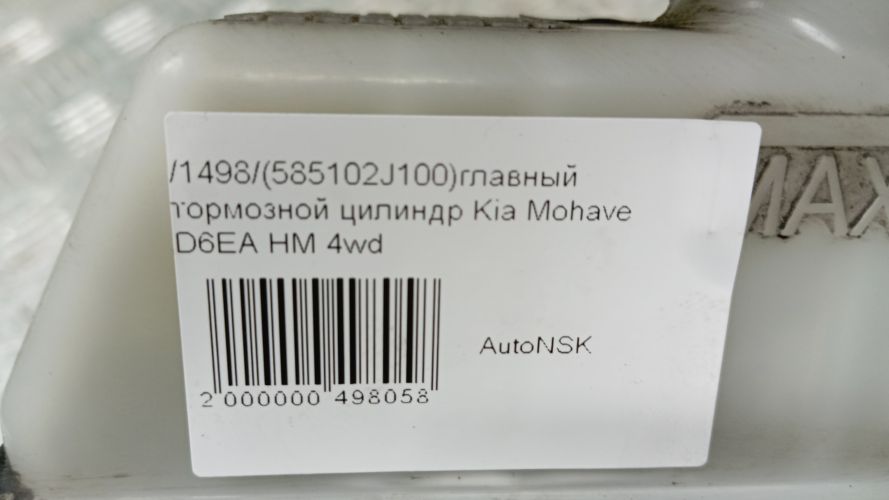 /1498/(585102J100)главный
тормозной цилиндр Kia Mohave
D6EA HM 4wd
AutoNSK
2 000000 498058
MAX